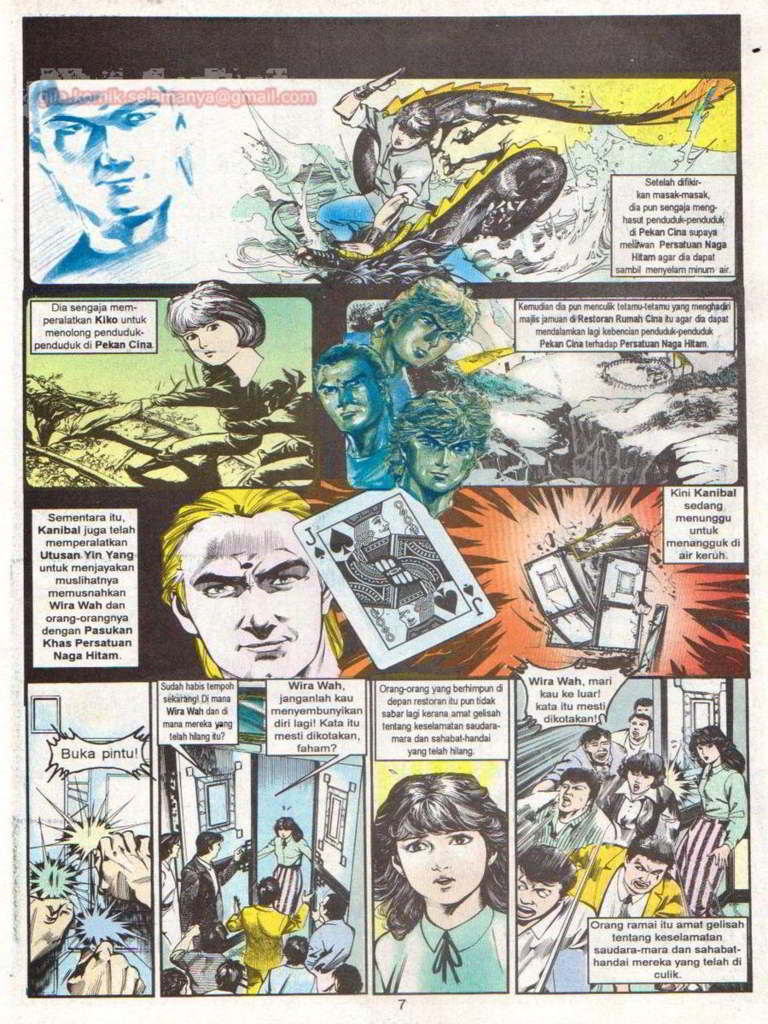 gila.komik.selamanya@gmail.com
Setelah difikir-
kan masak-masak,
dia pun sengaja meng-
hasut penduduk-penduduk
di Pekan Cina supaya
melawan Persatuan Naga
Hitam agar dia dapat
sambil menyelam minum air.
Dia sengaja mem-
peralatkan Kiko untuk
menolong penduduk-
penduduk di Pekan Cina.
Kemudian dia pun menculik tetamu-tetamu yang menghadiri
majlis jamuan di Restoran Rumah Cina itu agar dia dapat
mendalamkan lagi kebencian penduduk-penduduk
Pekan Cina terhadap Persatuan Naga Hitam.
Sementara itu,
Kanibal juga telah
memperalatkan
Utusan Yin Yang
untuk menjayakan
muslihatnya
memusnahkan
Wira Wah dan
orang-orangnya
dengan Pasukan
Khas Persatuan
Naga Hitam.
J
J
Kini Kanibal
sedang
menunggu
untuk
menangguk di
air keruh.
Buka pintu!
Sudah habis tempoh
sekarang! Di mana
Wira Wah dan di
mana mereka yang
telah hilang itu?
Wira Wah,
janganlah kau
menyembunyikan
diri lagi! Kata itu
mesti dikotakan,
faham?
Orang-orang yang berhimpun di
depan restoran itu pun tidak
sabar lagi kerana amat gelisah
tentang keselamatan saudara-
mara dan sahabat-handai
yang telah hilang.
Wira Wah, mari
kau ke luar!
kata itu mesti
dikotakan!
Orang ramai itu amat gelisah
tentang keselamatan
saudara-mara dan sahabat-
handai mereka yang telah di
culik.
7